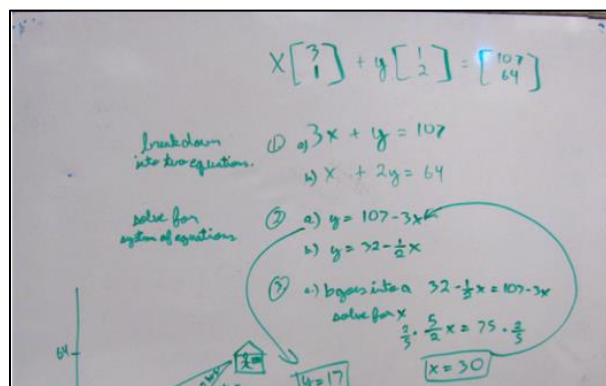 x [3 1] + y [1 2] = [107 64]
breakdown into two equations.
① a) 3x + y = 107
b) x + 2y = 64
solve for system of equations
② a) y = 107 - 3x
b) y = 32 - ½x
③ a) b goes into a 32 - ½x = 107 - 3x
solve for x
2/5 · 5/2 x = 75 · 2/5
x = 30
y = 17
64